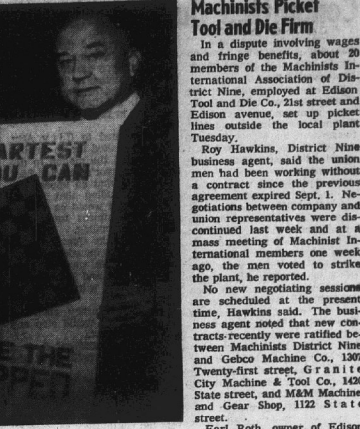 ARTEST
U CAN
THE
PPED
Machinists Picket
Tool and Die Firm
In a dispute involving wages
and fringe benefits, about 20
members of the Machinists In-
ternational Association of Dis-
trict Nine, employed at Edison
Tool and Die Co., 21st street and
Edison avenue, set up picket
lines outside the local plant
Tuesday.
Roy Hawkins, District Nine
business agent, said the union
men had been working without
a contract since the previous
agreement expired Sept. 1. Ne-
gotiations between company and
union representatives were dis-
continued last week and at a
mass meeting of Machinist In-
ternational members one week
ago, the men voted to strike
the plant, he reported.
No new negotiating sessions
are scheduled at the present
time, Hawkins said. The busi-
ness agent noted that new con-
tracts recently were ratified be-
tween Machinists District Nine
and Gebco Machine Co., 1307
Twenty-first street, Granite
City Machine & Tool Co., 1420
State street, and M&M Machine
and Gear Shop, 1122 State
street.
Earl Roth, owner of Edison